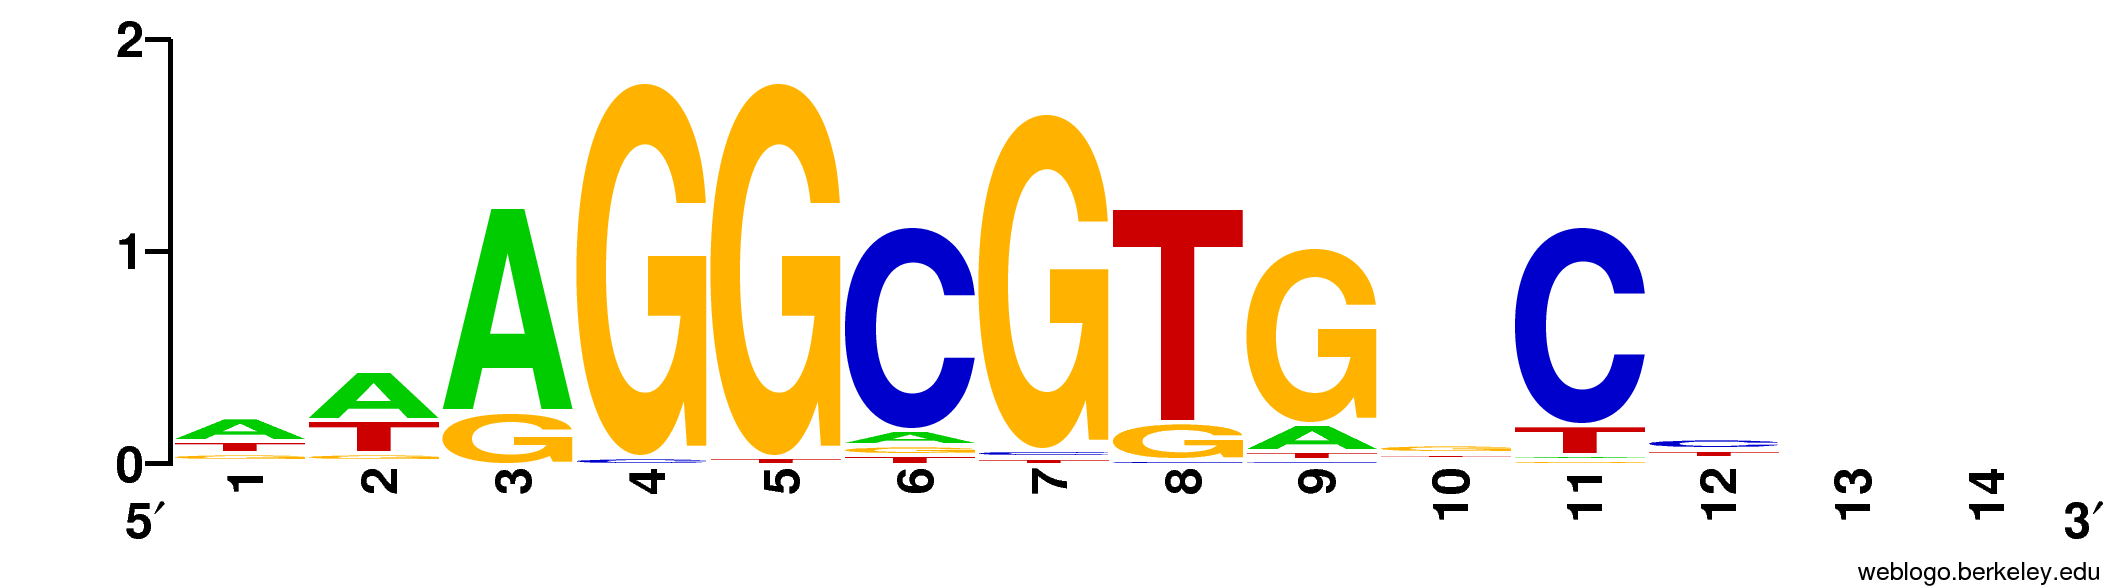 2
1
0
A T G
A T G
A G
G C
G T
C A G T
G C T
T G C
G A T C
G T
C T G
C T
1 2 3 4 5 6 7 8 9 10 11 12 13 14
5′ 3′
weblogo.berkeley.edu